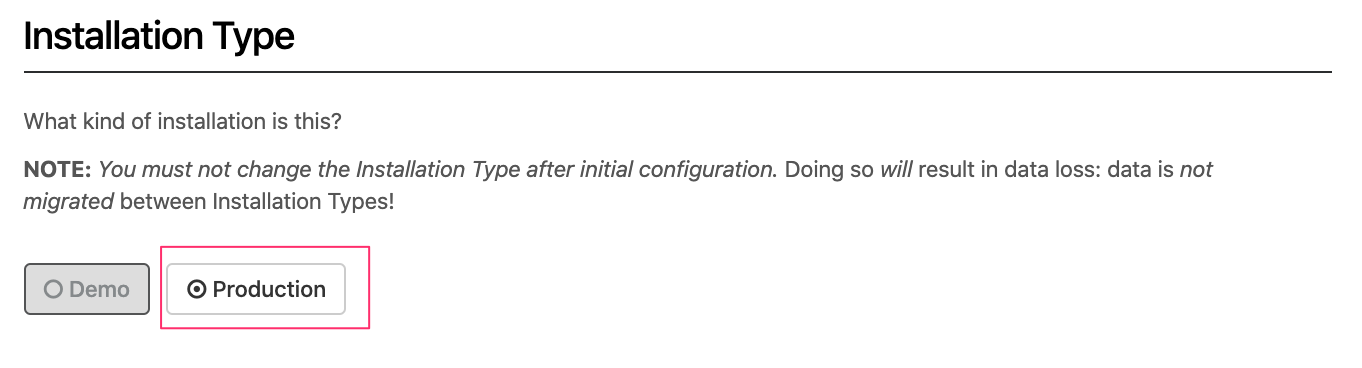 Installation Type
What kind of installation is this?
NOTE: You must not change the Installation Type after initial configuration. Doing so will result in data loss: data is not
migrated between Installation Types!
Demo
Production